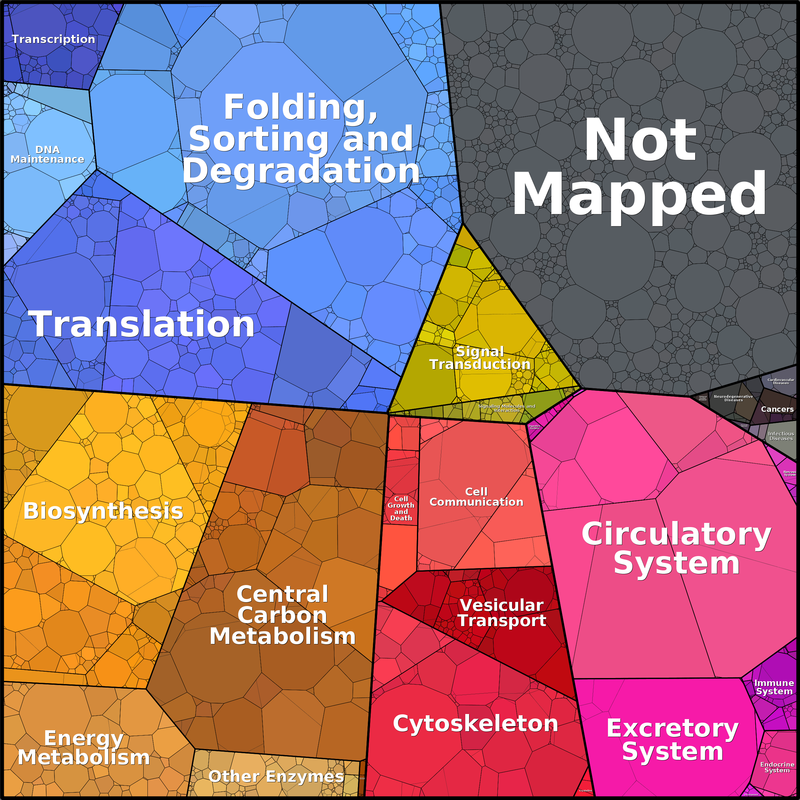 Transcription
Folding,
Sorting and
Degradation
Not
Mapped
DNA
Maintenance
Translation
Signal
Transduction
Cardiovascular
Diseases
Neurodegenerative
Diseases
Cancers
Infectious
Diseases
Biosynthesis
Cell
Growth
and
Death
Cell
Communication
Circulatory
System
Central
Carbon
Metabolism
Vesicular
Transport
Immune
System
Energy
Metabolism
Other Enzymes
Cytoskeleton
Excretory
System
Endocrine
System